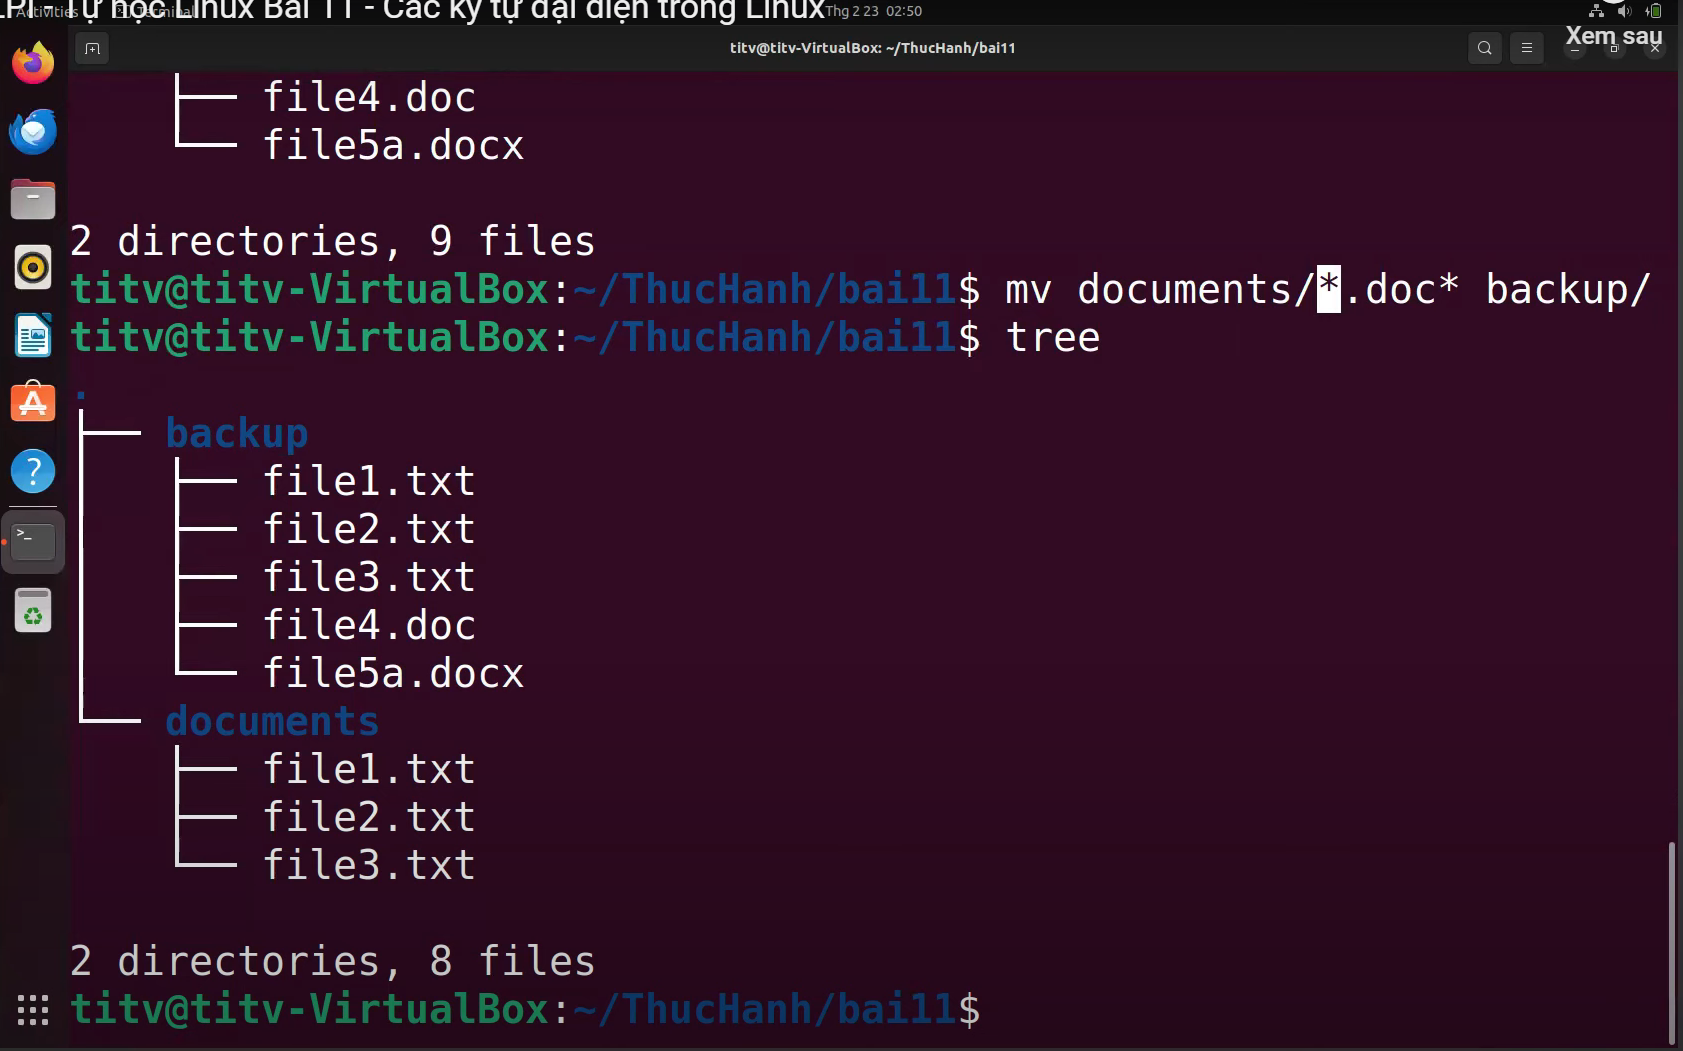 LPI - Tự học Linux Bài 11 - Các ký tự đại diện trong Linux
Activities Terminal Thg 2 23 02:50
Xem sau
titv@titv-VirtualBox: ~/ThucHanh/bai11
file4.doc
file5a.docx
2 directories, 9 files
titv@titv-VirtualBox:~/ThucHanh/bai11$ mv documents/*.doc* backup/
titv@titv-VirtualBox:~/ThucHanh/bai11$ tree
.
backup
file1.txt
file2.txt
file3.txt
file4.doc
file5a.docx
documents
file1.txt
file2.txt
file3.txt
2 directories, 8 files
titv@titv-VirtualBox:~/ThucHanh/bai11$